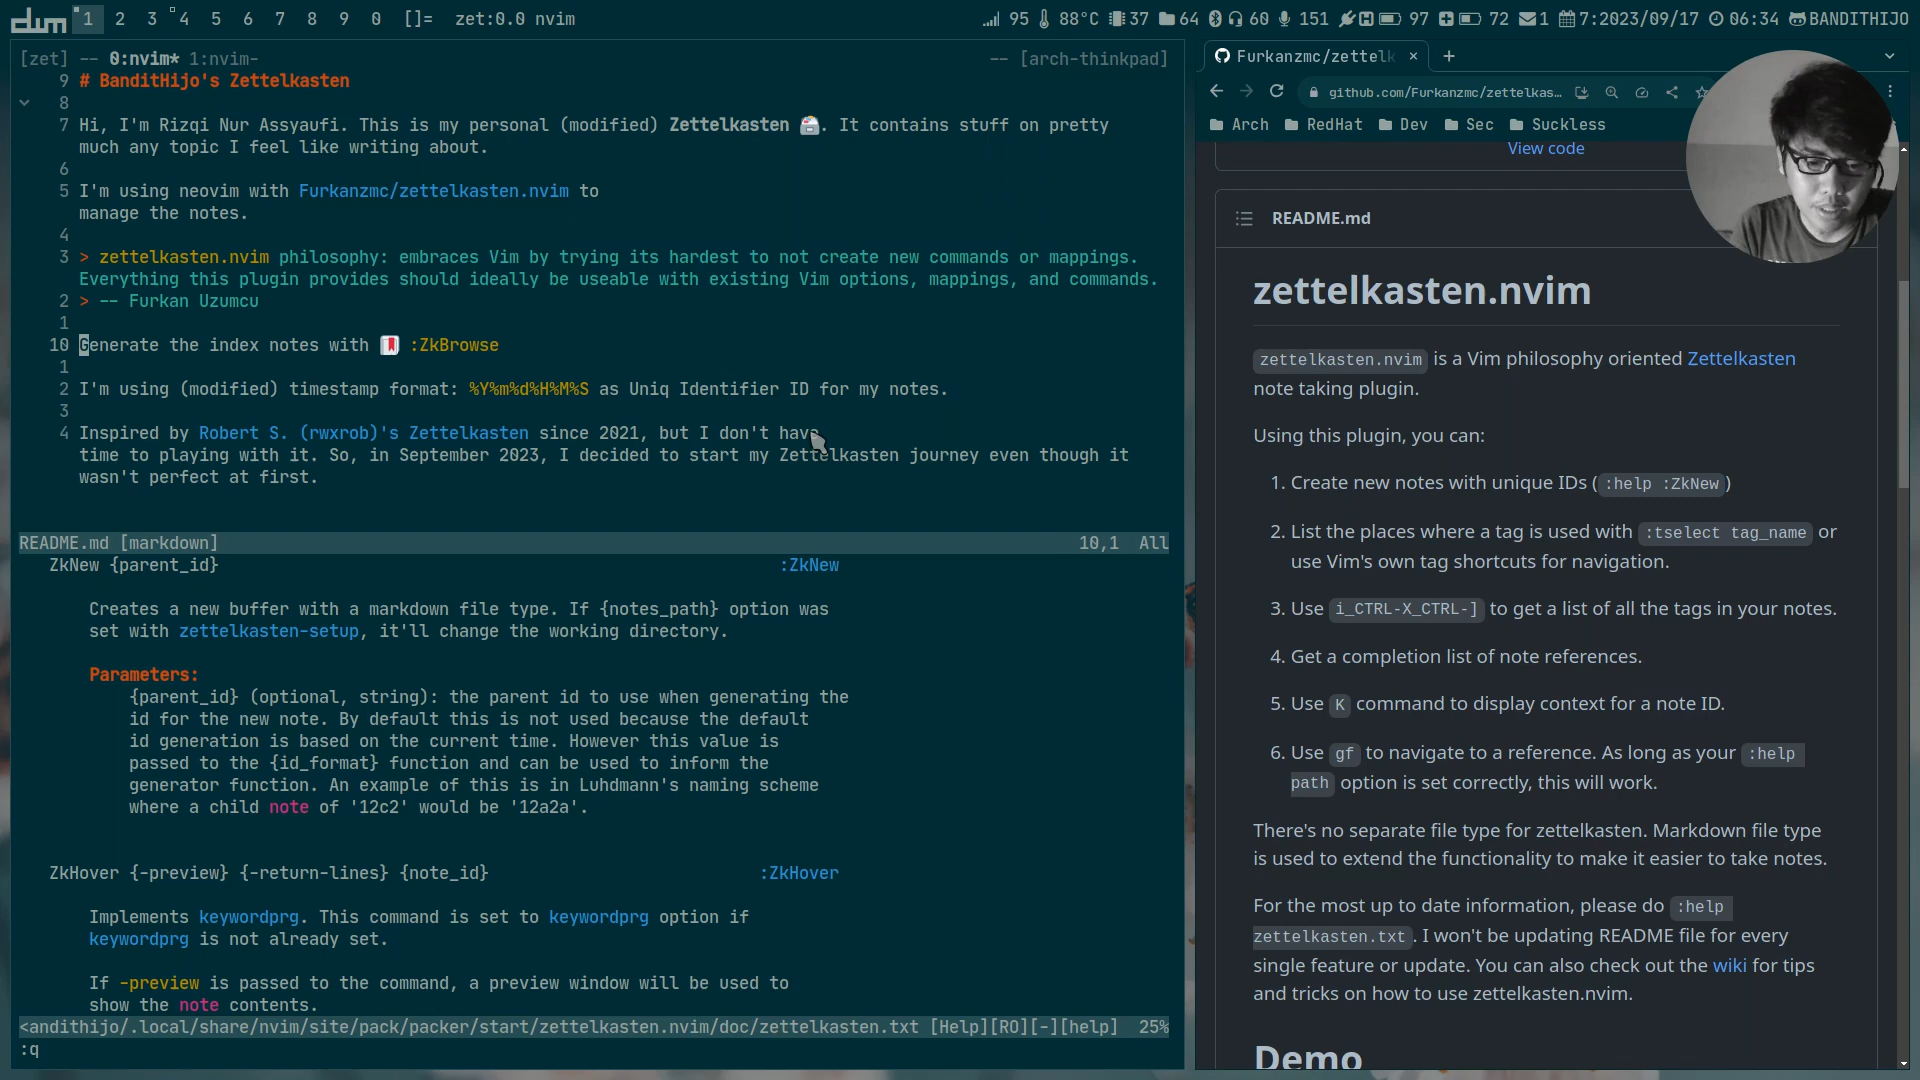 dwm 1 2 3 4 5 6 7 8 9 0 []= zet:0.0 nvim 95 88°C 37 64 60 151 H 97 72 1 7:2023/09/17 06:34 BANDITHIJO
[zet] -- 0:nvim* 1:nvim- -- [arch-thinkpad]
9 # BanditHijo's Zettelkasten
8
7 Hi, I'm Rizqi Nur Assyaufi. This is my personal (modified) Zettelkasten 🗃. It contains stuff on pretty
much any topic I feel like writing about.
6
5 I'm using neovim with Furkanzmc/zettelkasten.nvim to
manage the notes.
4
3 > zettelkasten.nvim philosophy: embraces Vim by trying its hardest to not create new commands or mappings.
Everything this plugin provides should ideally be useable with existing Vim options, mappings, and commands.
2 > -- Furkan Uzumcu
1
10 Generate the index notes with :ZkBrowse
1
2 I'm using (modified) timestamp format: %Y%m%d%H%M%S as Uniq Identifier ID for my notes.
3
4 Inspired by Robert S. (rwxrob)'s Zettelkasten since 2021, but I don't have
time to playing with it. So, in September 2023, I decided to start my Zettelkasten journey even though it
wasn't perfect at first.
README.md [markdown] 10,1 All
ZkNew {parent_id} :ZkNew
Creates a new buffer with a markdown file type. If {notes_path} option was
set with zettelkasten-setup, it'll change the working directory.
Parameters:
{parent_id} (optional, string): the parent id to use when generating the
id for the new note. By default this is not used because the default
id generation is based on the current time. However this value is
passed to the {id_format} function and can be used to inform the
generator function. An example of this is in Luhdmann's naming scheme
where a child note of '12c2' would be '12a2a'.
ZkHover {-preview} {-return-lines} {note_id} :ZkHover
Implements keywordprg. This command is set to keywordprg option if
keywordprg is not already set.
If -preview is passed to the command, a preview window will be used to
show the note contents.
<andithijo/.local/share/nvim/site/pack/packer/start/zettelkasten.nvim/doc/zettelkasten.txt [Help][RO][-][help] 25%
:q
Furkanzmc/zettelk
github.com/Furkanzmc/zettelkas…
Arch RedHat Dev Sec Suckless
View code
README.md
zettelkasten.nvim
zettelkasten.nvim is a Vim philosophy oriented Zettelkasten
note taking plugin.
Using this plugin, you can:
1. Create new notes with unique IDs ( :help :ZkNew )
2. List the places where a tag is used with :tselect tag_name or
use Vim's own tag shortcuts for navigation.
3. Use i_CTRL-X_CTRL-] to get a list of all the tags in your notes.
4. Get a completion list of note references.
5. Use K command to display context for a note ID.
6. Use gf to navigate to a reference. As long as your :help
path option is set correctly, this will work.
There's no separate file type for zettelkasten. Markdown file type
is used to extend the functionality to make it easier to take notes.
For the most up to date information, please do :help
zettelkasten.txt . I won't be updating README file for every
single feature or update. You can also check out the wiki for tips
and tricks on how to use zettelkasten.nvim.
Demo